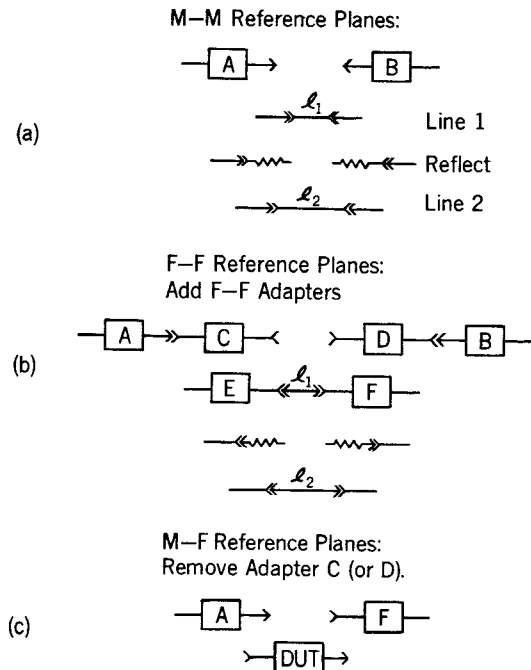 M–M Reference Planes:
A B
(a)
ℓ1 Line 1
Reflect
ℓ2 Line 2
F–F Reference Planes:
Add F–F Adapters
A C D B
(b)
E ℓ1 F
ℓ2
M–F Reference Planes:
Remove Adapter C (or D).
A F
(c)
DUT